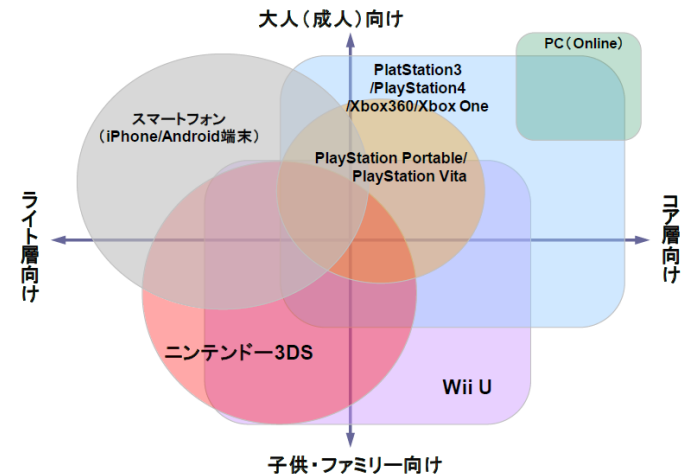 大人(成人)向け
PC(Online)
PlatStation3
/PlayStation4
/Xbox360/Xbox One
スマートフォン
(iPhone/Android端末)
PlayStation Portable/
PlayStation Vita
ライト層向け
コア層向け
ニンテンドー3DS
Wii U
子供・ファミリー向け